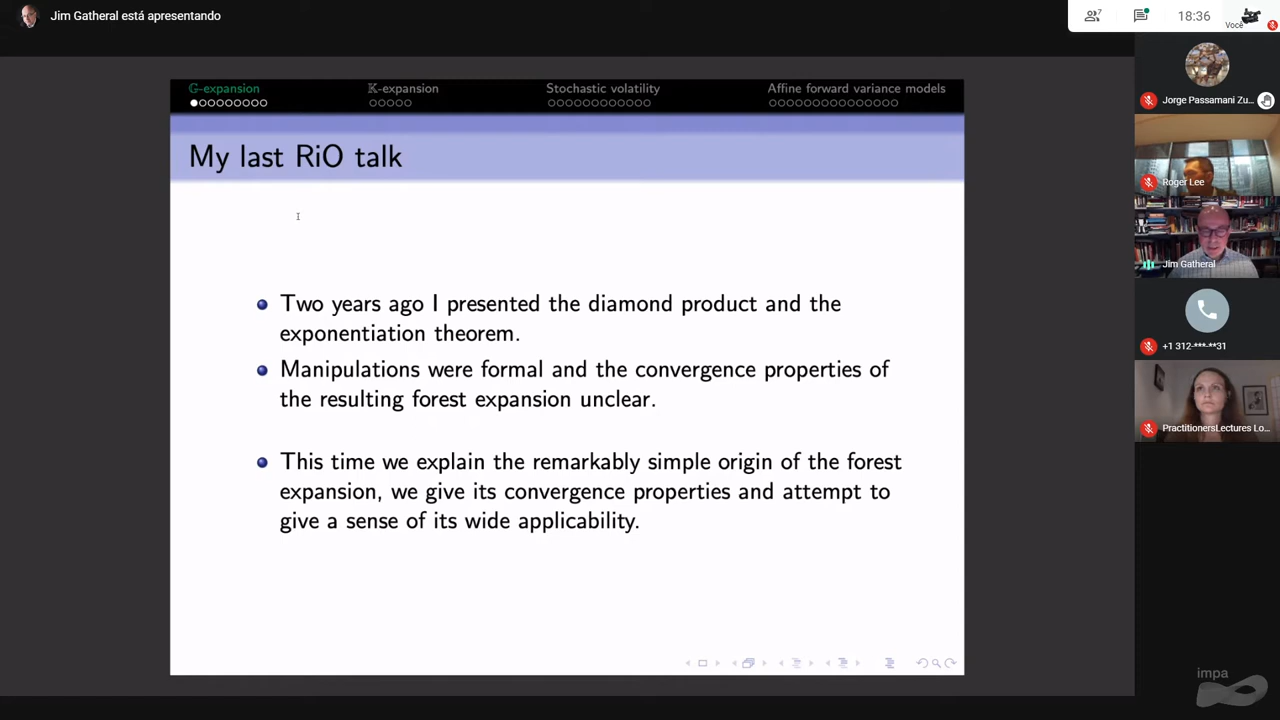 Jim Gatheral está apresentando
7
18:36
Você
G-expansion
𝕂-expansion
Stochastic volatility
Affine forward variance models
My last RiO talk
Two years ago I presented the diamond product and the
exponentiation theorem.
Manipulations were formal and the convergence properties of
the resulting forest expansion unclear.
This time we explain the remarkably simple origin of the forest
expansion, we give its convergence properties and attempt to
give a sense of its wide applicability.
Jorge Passamani Zu...
Roger Lee
Jim Gatheral
+1 312-***-**31
PractitionersLectures Lo...
impa